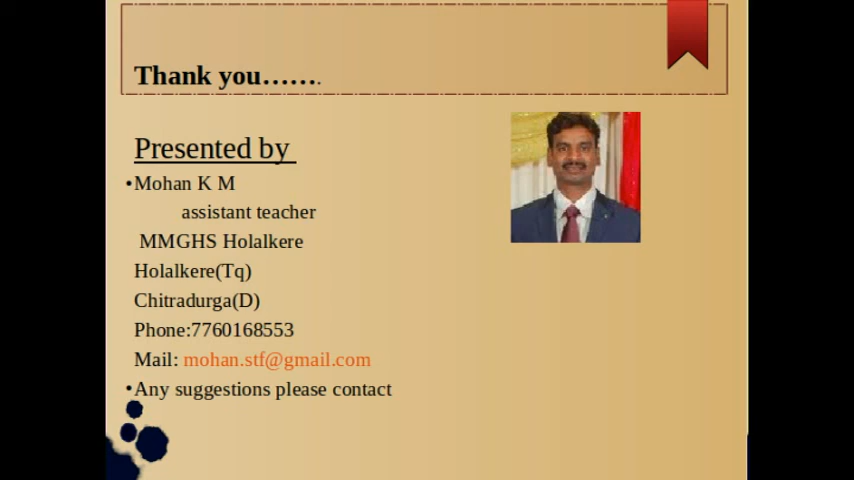 Thank you…….
Presented by
•Mohan K M
assistant teacher
MMGHS Holalkere
Holalkere(Tq)
Chitradurga(D)
Phone:7760168553
Mail: mohan.stf@gmail.com
•Any suggestions please contact